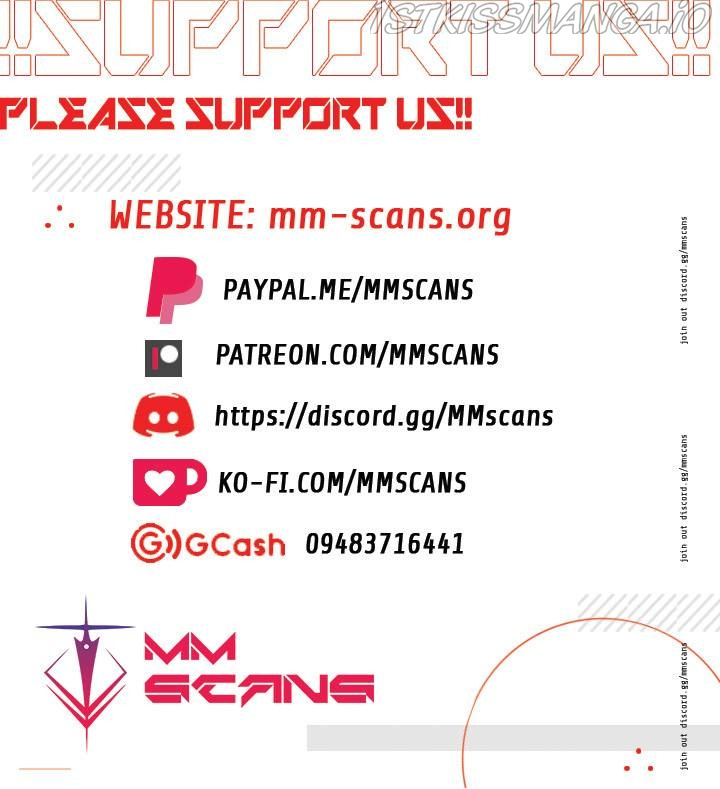 !!SUPPORT US!!
1STKISSMANGA.iO
PLEASE SUPPORT US!!
WEBSITE: mm-scans.org
PAYPAL.ME/MMSCANS
PATREON.COM/MMSCANS
https://discord.gg/MMscans
KO-FI.COM/MMSCANS
GCash 09483716441
MM
SCANS
join out discord.gg/mmscans
join out discord.gg/mmscans
join out discord.gg/mmscans